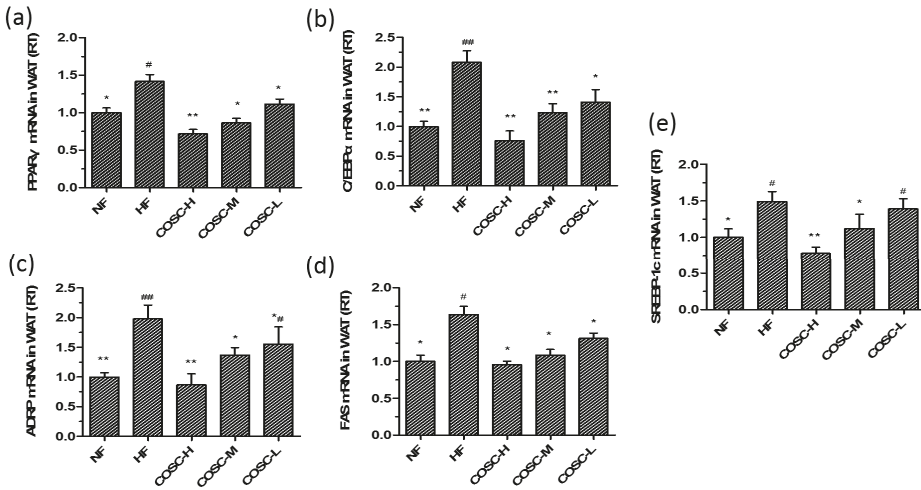 (a)
PPARγ mRNA in WAT (RT)
2.0
1.5
1.0
0.5
0.0
*
#
**
*
*
NF
HF
COSC-H
COSC-M
COSC-L
(b)
C/EBPα mRNA in WAT (RT)
2.5
2.0
1.5
1.0
0.5
0.0
**
##
**
**
*
NF
HF
COSC-H
COSC-M
COSC-L
(c)
ADRP mRNA in WAT (RT)
2.5
2.0
1.5
1.0
0.5
0.0
**
##
**
*
*#
NF
HF
COSC-H
COSC-M
COSC-L
(d)
FAS mRNA in WAT (RT)
2.0
1.5
1.0
0.5
0.0
*
#
*
*
*
NF
HF
COSC-H
COSC-M
COSC-L
(e)
SREBP-1c mRNA in WAT (RT)
2.0
1.5
1.0
0.5
0.0
*
#
**
*
#
NF
HF
COSC-H
COSC-M
COSC-L